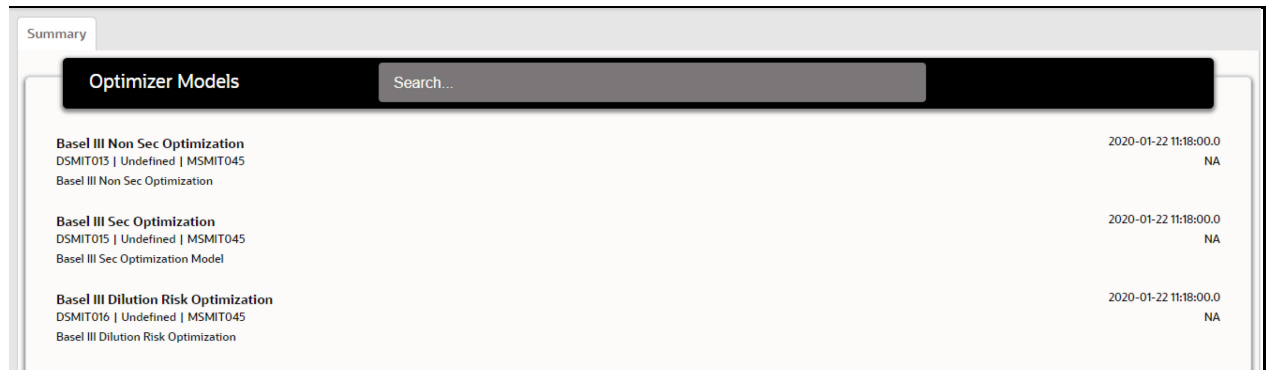 Summary
Optimizer Models
Search...
Basel III Non Sec Optimization
2020-01-22 11:18:00.0
DSMIT013 | Undefined | MSMIT045
NA
Basel III Non Sec Optimization
Basel III Sec Optimization
2020-01-22 11:18:00.0
DSMIT015 | Undefined | MSMIT045
NA
Basel III Sec Optimization Model
Basel III Dilution Risk Optimization
2020-01-22 11:18:00.0
DSMIT016 | Undefined | MSMIT045
NA
Basel III Dilution Risk Optimization